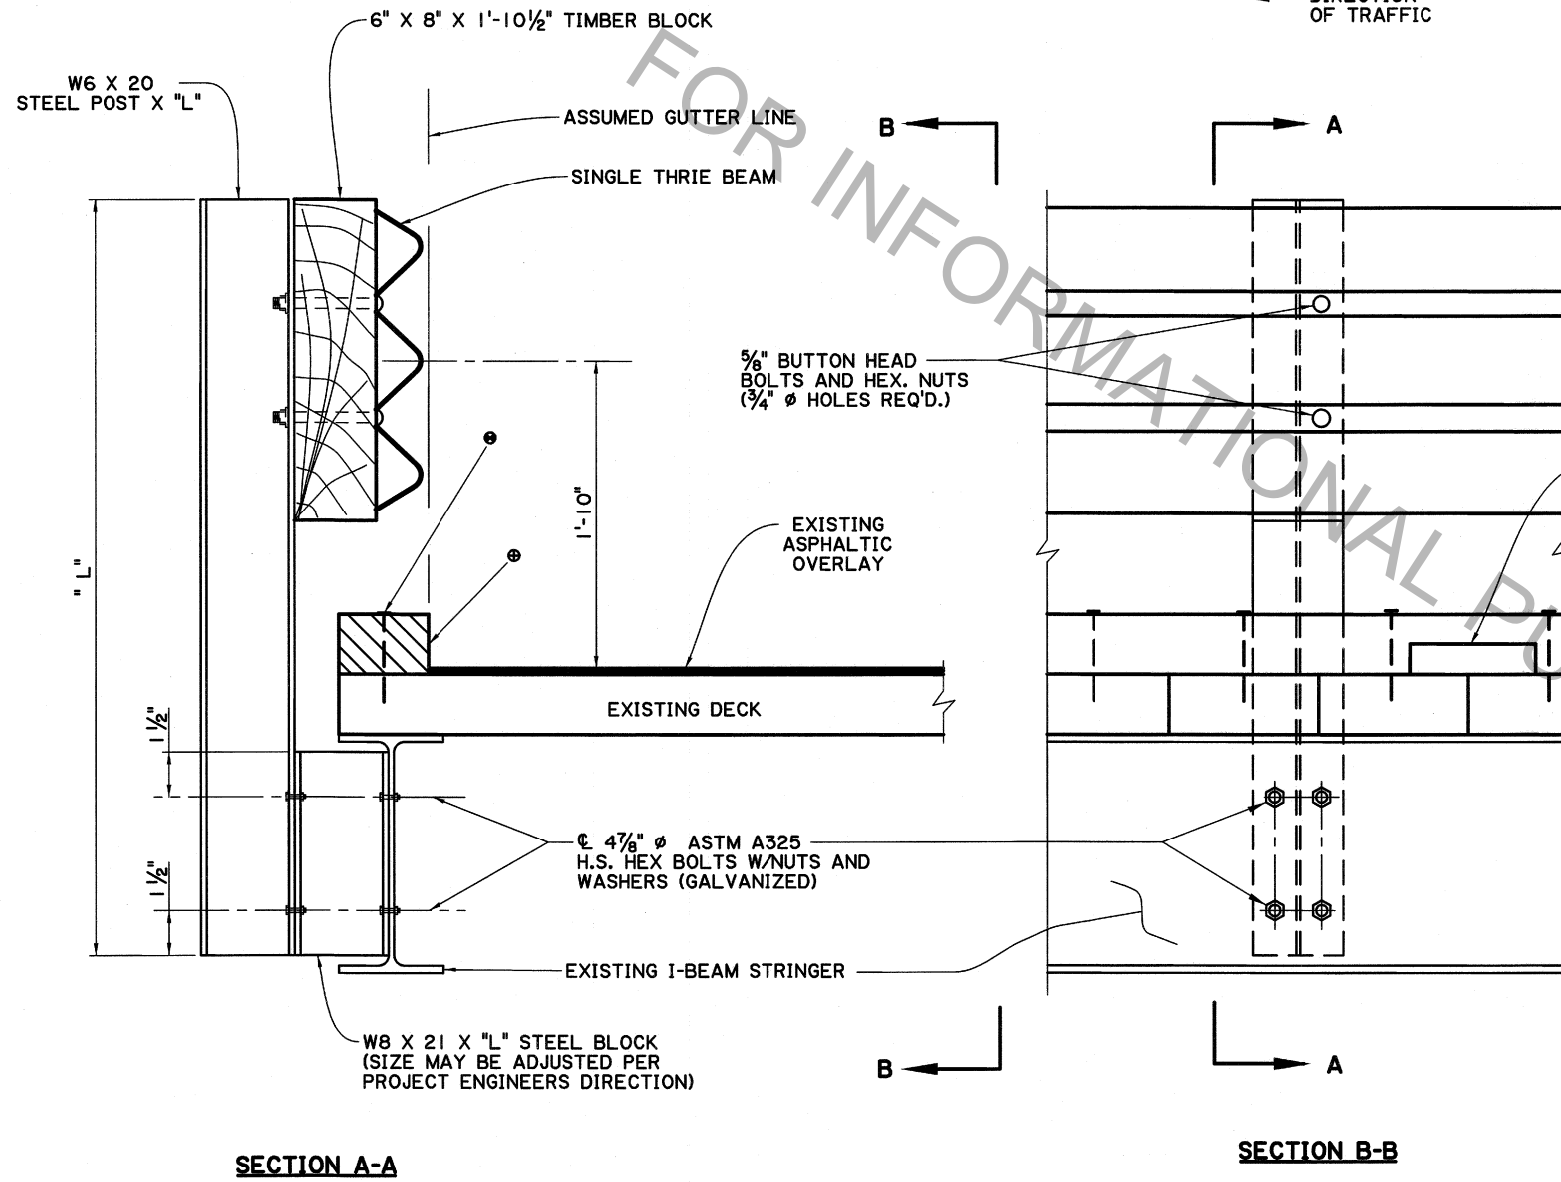 6" X 8" X 1'-10½" TIMBER BLOCK
OF TRAFFIC
W6 X 20
STEEL POST X "L"
ASSUMED GUTTER LINE
B
A
SINGLE THRIE BEAM
FOR INFORMATIONAL PU
⅝" BUTTON HEAD
BOLTS AND HEX. NUTS
(¾" Ø HOLES REQ'D.)
1'-10"
EXISTING
ASPHALTIC
OVERLAY
"L"
EXISTING DECK
1½"
1½"
℄ 4⅞" Ø ASTM A325
H.S. HEX BOLTS W/NUTS AND
WASHERS (GALVANIZED)
EXISTING I-BEAM STRINGER
W8 X 21 X "L" STEEL BLOCK
(SIZE MAY BE ADJUSTED PER
PROJECT ENGINEERS DIRECTION)
B
A
SECTION A-A
SECTION B-B